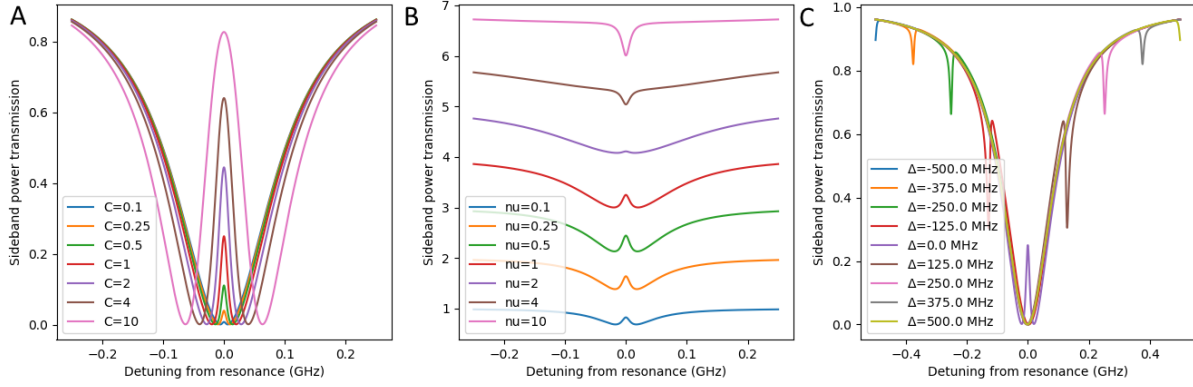 A
Sideband power transmission
0.8
0.6
0.4
0.2
0.0
C=0.1
C=0.25
C=0.5
C=1
C=2
C=4
C=10
−0.2
−0.1
0.0
0.1
0.2
Detuning from resonance (GHz)
B
Sideband power transmission
7
6
5
4
3
2
1
nu=0.1
nu=0.25
nu=0.5
nu=1
nu=2
nu=4
nu=10
−0.2
−0.1
0.0
0.1
0.2
Detuning from resonance (GHz)
C
Sideband power transmission
1.0
0.8
0.6
0.4
0.2
0.0
Δ=-500.0 MHz
Δ=-375.0 MHz
Δ=-250.0 MHz
Δ=-125.0 MHz
Δ=0.0 MHz
Δ=125.0 MHz
Δ=250.0 MHz
Δ=375.0 MHz
Δ=500.0 MHz
−0.4
−0.2
0.0
0.2
0.4
Detuning from resonance (GHz)